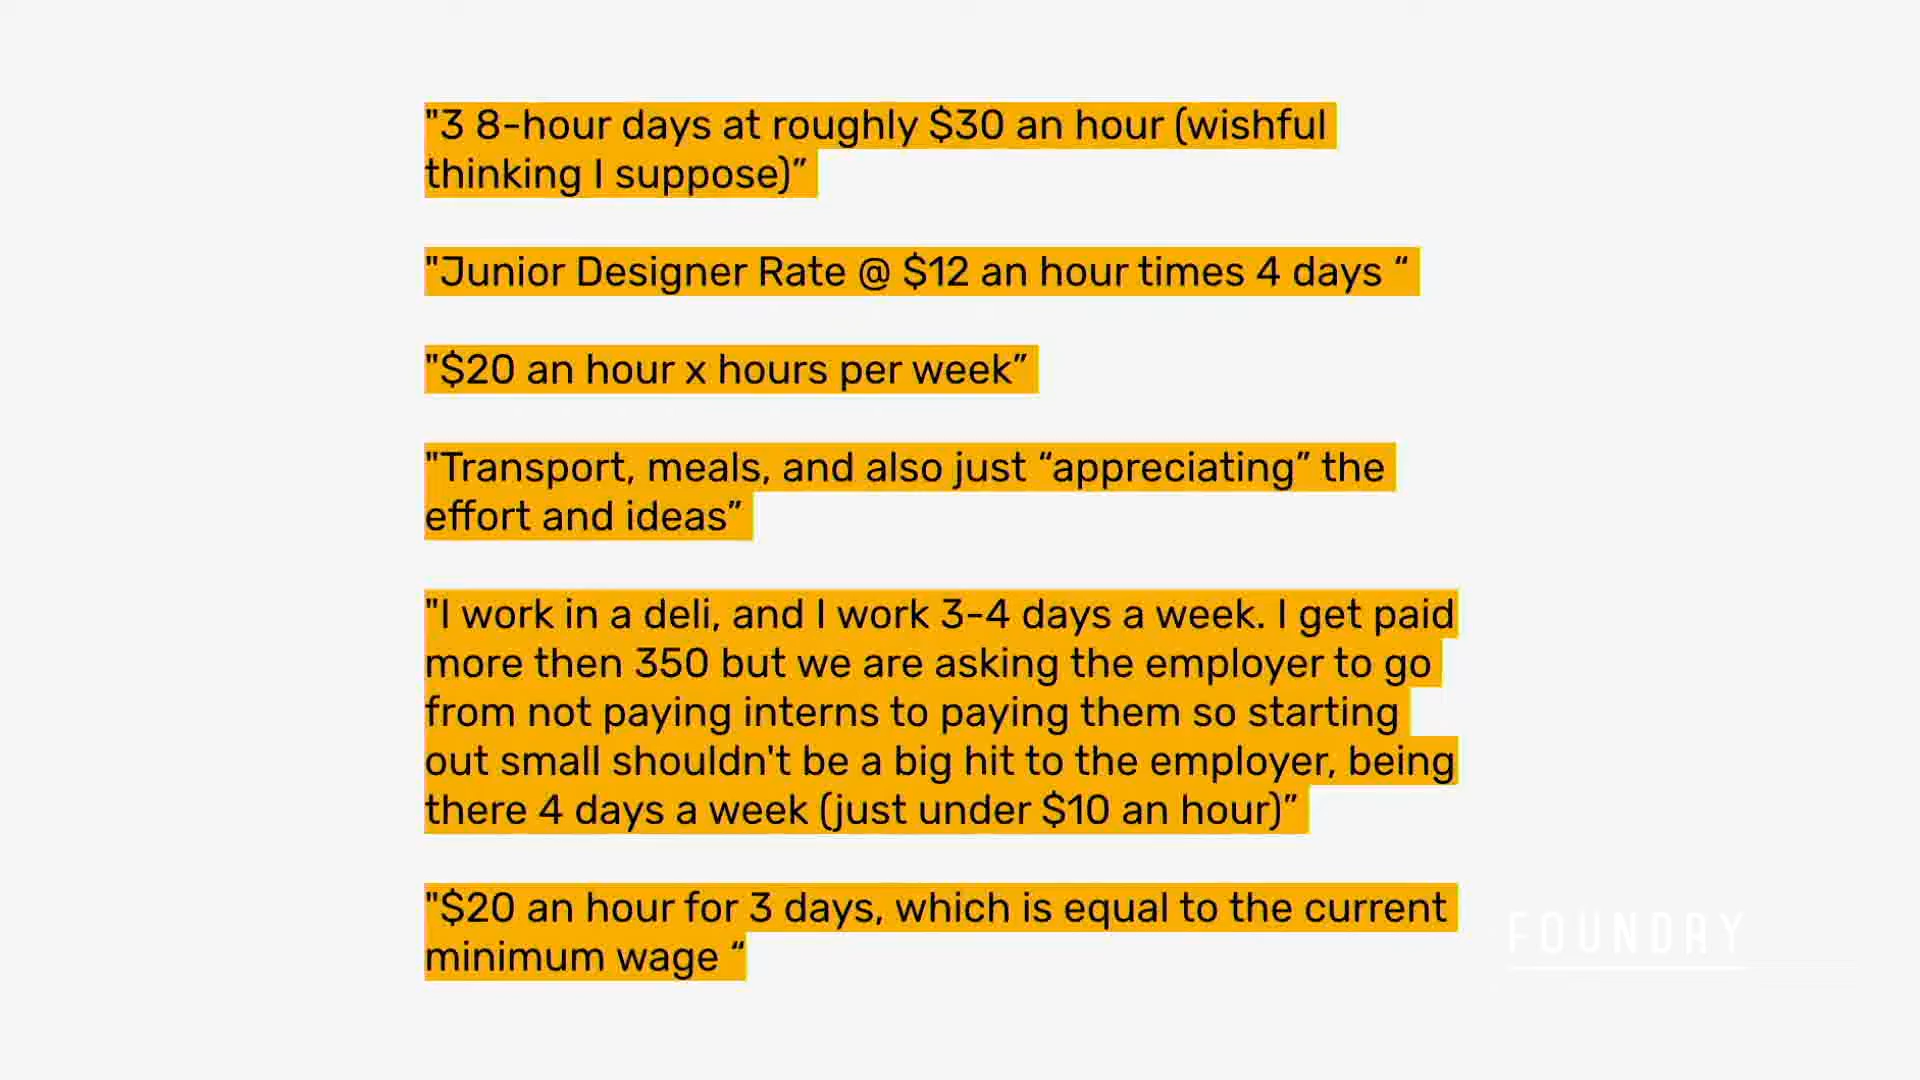 "3 8-hour days at roughly $30 an hour (wishful
thinking I suppose)”
"Junior Designer Rate @ $12 an hour times 4 days “
"$20 an hour x hours per week”
"Transport, meals, and also just “appreciating” the
effort and ideas”
"I work in a deli, and I work 3-4 days a week. I get paid
more then 350 but we are asking the employer to go
from not paying interns to paying them so starting
out small shouldn't be a big hit to the employer, being
there 4 days a week (just under $10 an hour)”
"$20 an hour for 3 days, which is equal to the current
minimum wage “
FOUNDRY